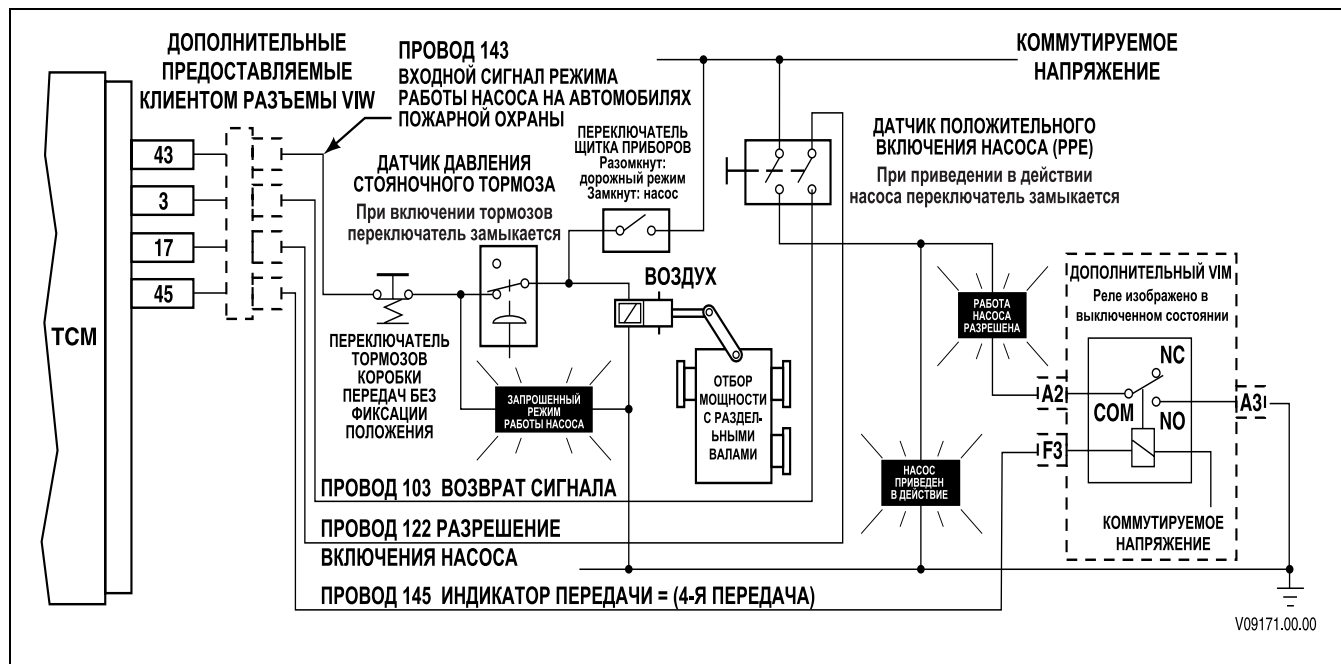 ДОПОЛНИТЕЛЬНЫЕ
ПРЕДОСТАВЛЯЕМЫЕ
КЛИЕНТОМ РАЗЪЕМЫ VIW
ПРОВОД 143
ВХОДНОЙ СИГНАЛ РЕЖИМА
РАБОТЫ НАСОСА НА АВТОМОБИЛЯХ
ПОЖАРНОЙ ОХРАНЫ
КОММУТИРУЕМОЕ
НАПРЯЖЕНИЕ
43
3
17
45
TCM
ДАТЧИК ДАВЛЕНИЯ
СТОЯНОЧНОГО ТОРМОЗА
При включении тормозов
переключатель замыкается
ПЕРЕКЛЮЧАТЕЛЬ
ЩИТКА ПРИБОРОВ
Разомкнут:
дорожный режим
Замкнут: насос
ДАТЧИК ПОЛОЖИТЕЛЬНОГО
ВКЛЮЧЕНИЯ НАСОСА (PPE)
При приведении в действии
насоса переключатель замыкается
ВОЗДУХ
ПЕРЕКЛЮЧАТЕЛЬ
ТОРМОЗОВ
КОРОБКИ
ПЕРЕДАЧ БЕЗ
ФИКСАЦИИ
ПОЛОЖЕНИЯ
ЗАПРОШЕННЫЙ
РЕЖИМ
РАБОТЫ НАСОСА
ОТБОР
МОЩНОСТИ
С РАЗДЕЛ-
ЬНЫМИ
ВАЛАМИ
РАБОТА
НАСОСА
РАЗРЕШЕНА
НАСОС
ПРИВЕДЕН
В ДЕЙСТВИЕ
ДОПОЛНИТЕЛЬНЫЙ VIM
Реле изображено в
выключенном состоянии
NC
COM
NO
A2
A3
F3
КОММУТИРУЕМОЕ
НАПРЯЖЕНИЕ
ПРОВОД 103 ВОЗВРАТ СИГНАЛА
ПРОВОД 122 РАЗРЕШЕНИЕ
ВКЛЮЧЕНИЯ НАСОСА
ПРОВОД 145 ИНДИКАТОР ПЕРЕДАЧИ = (4-Я ПЕРЕДАЧА)
V09171.00.00